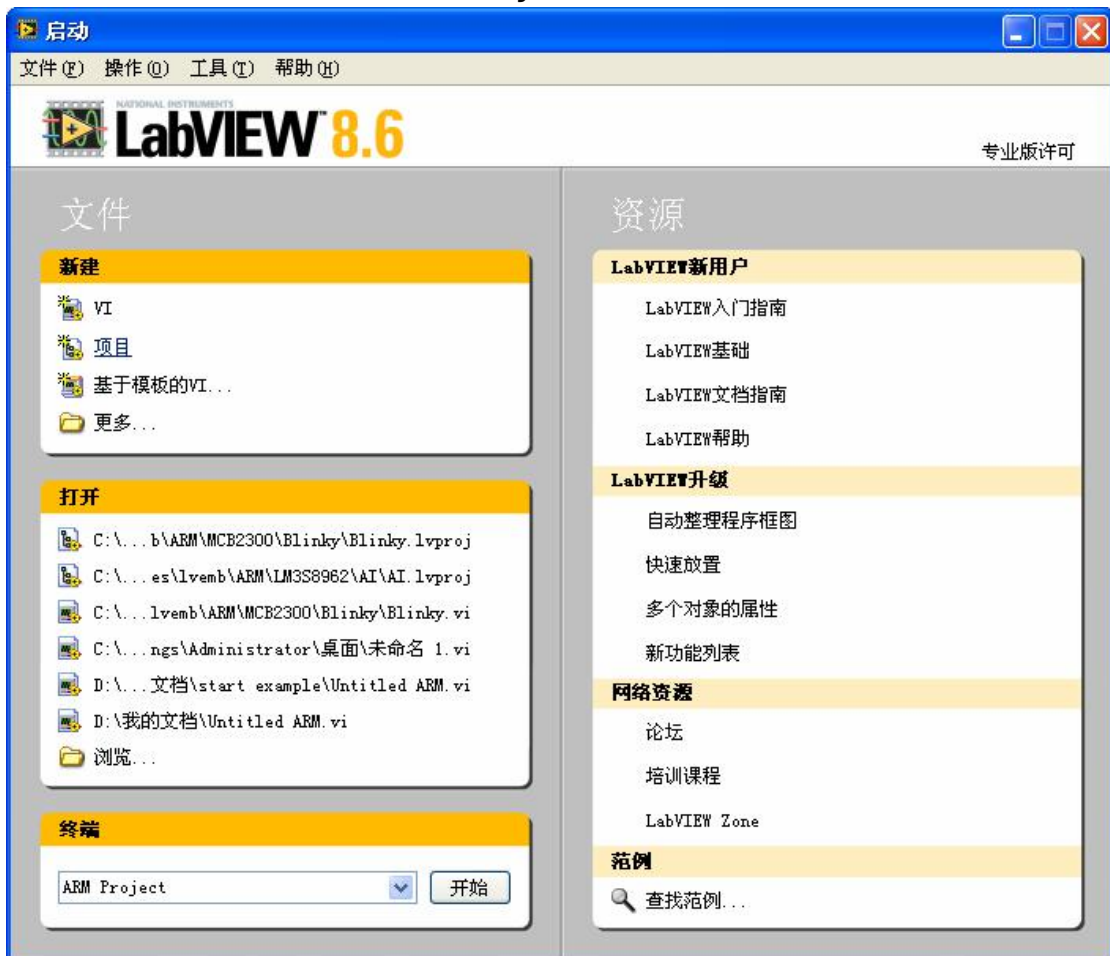 启动
文件(F) 操作(O) 工具(T) 帮助(H)
NATIONAL INSTRUMENTS
LabVIEW™ 8.6
专业版许可
文件
新建
VI
项目
基于模板的VI...
更多...
打开
C:\...b\ARM\MCB2300\Blinky\Blinky.lvproj
C:\...es\lvemb\ARM\LM3S8962\AI\AI.lvproj
C:\...lvemb\ARM\MCB2300\Blinky\Blinky.vi
C:\...ngs\Administrator\桌面\未命名 1.vi
D:\...文档\start example\Untitled ARM.vi
D:\我的文档\Untitled ARM.vi
浏览...
终端
ARM Project 开始
资源
LabVIEW新用户
LabVIEW入门指南
LabVIEW基础
LabVIEW文档指南
LabVIEW帮助
LabVIEW升级
自动整理程序框图
快速放置
多个对象的属性
新功能列表
网络资源
论坛
培训课程
LabVIEW Zone
范例
查找范例...